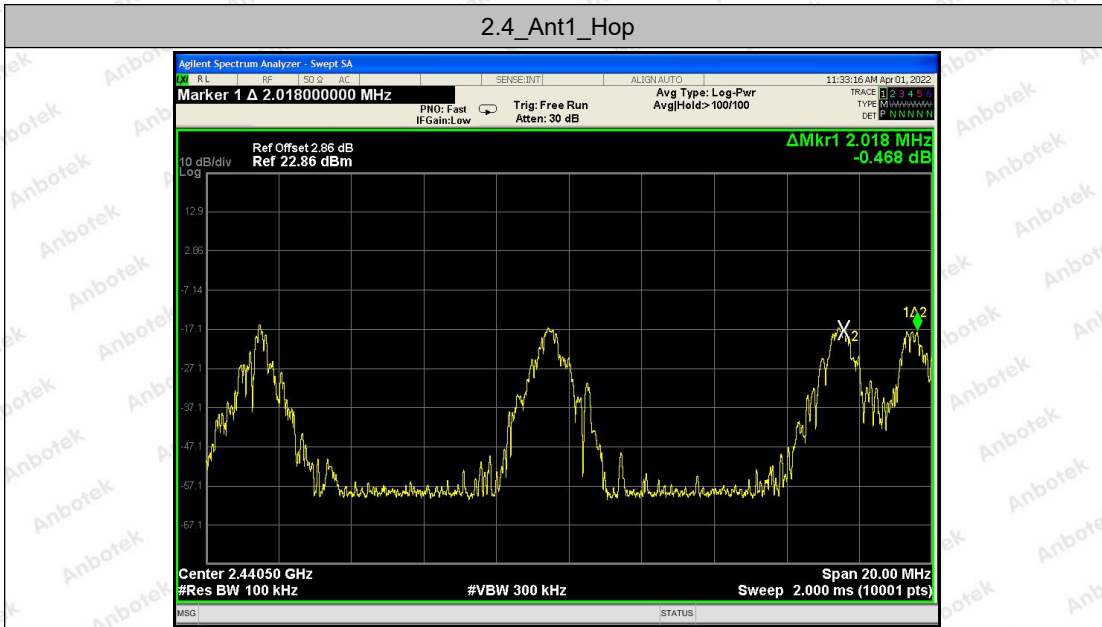 2.4_Ant1_Hop
Agilent Spectrum Analyzer - Swept SA
LXI RL RF 50 Ω AC SENSE:INT ALIGN AUTO 11:33:16 AM Apr 01, 2022
Marker 1 Δ 2.018000000 MHz
PNO: Fast
IFGain:Low
Trig: Free Run
Atten: 30 dB
Avg Type: Log-Pwr
Avg|Hold:> 100/100
TRACE 1 2 3 4 5 6
TYPE M WWWWW
DET P N N N N N
ΔMkr1 2.018 MHz
-0.468 dB
Ref Offset 2.86 dB
10 dB/div Ref 22.86 dBm
Log
12.9
2.86
-7.14
-17.1
-27.1
-37.1
-47.1
-57.1
-67.1
X2
1Δ2
Center 2.44050 GHz Span 20.00 MHz
#Res BW 100 kHz #VBW 300 kHz Sweep 2.000 ms (10001 pts)
MSG STATUS
Anbotek